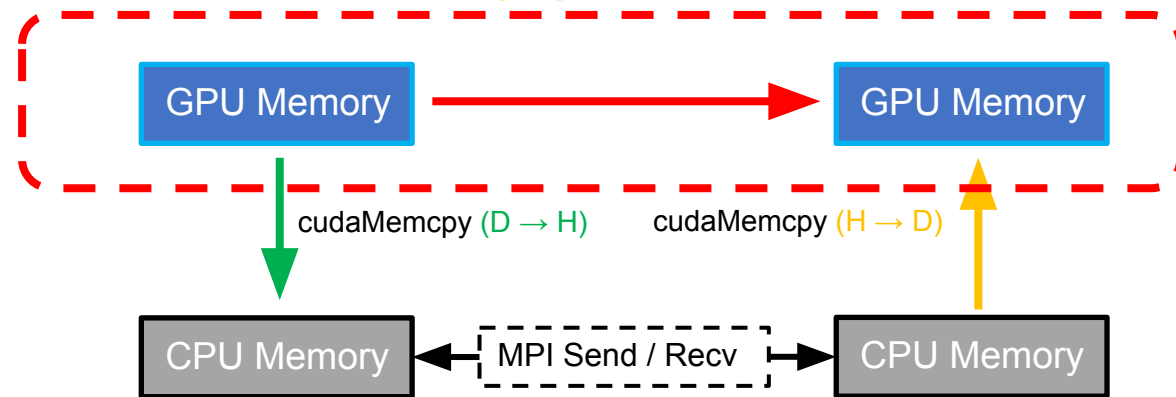 GPU Memory GPU Memory
cudaMemcpy (D → H) cudaMemcpy (H → D)
CPU Memory MPI Send / Recv CPU Memory